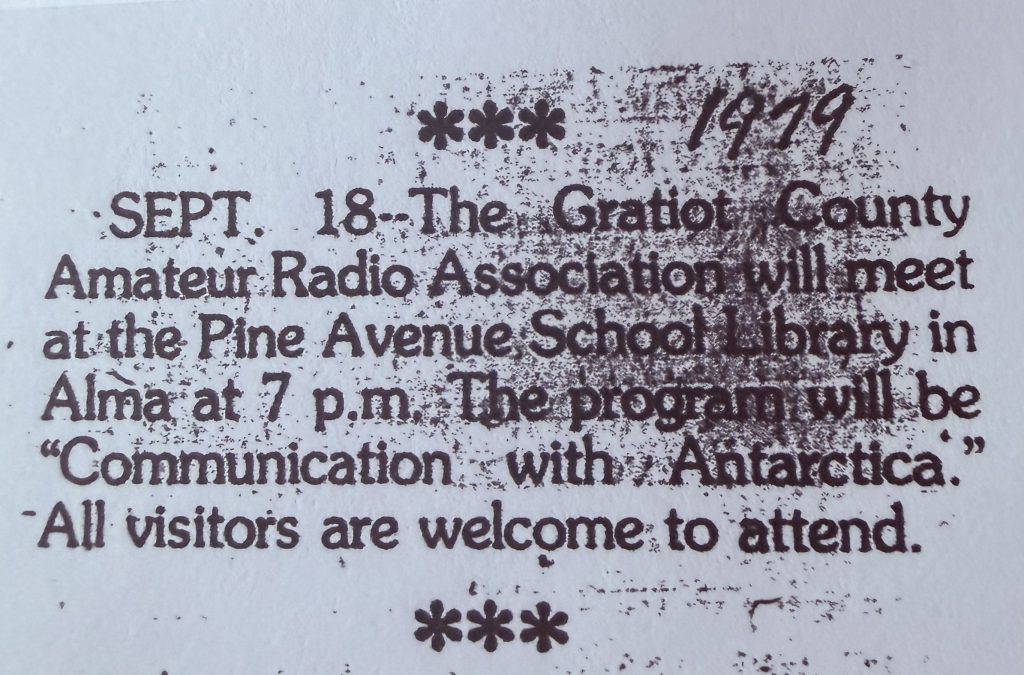 *** 1979
SEPT. 18--The Gratiot County
Amateur Radio Association will meet
at the Pine Avenue School Library in
Alma at 7 p.m. The program will be
“Communication with Antarctica.”
All visitors are welcome to attend.
***